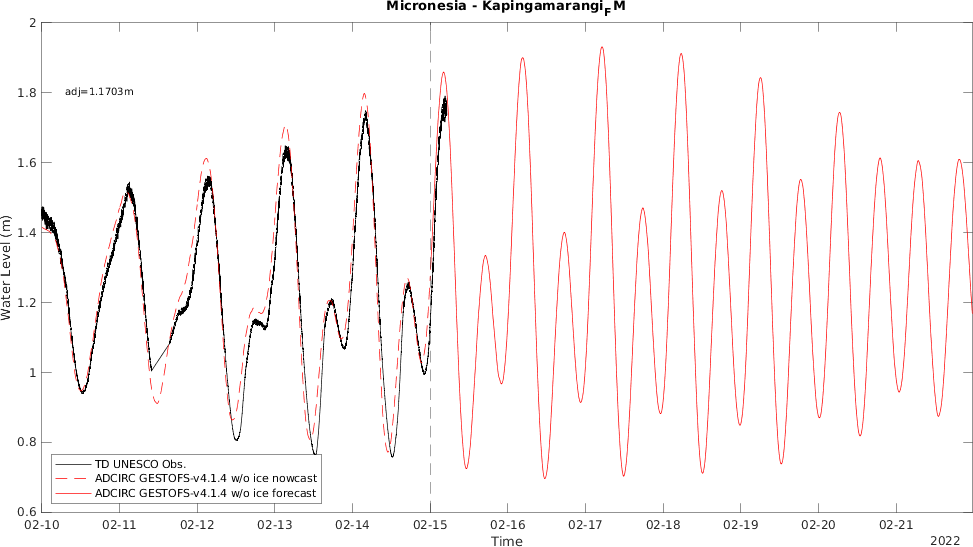 Micronesia - Kapingamarangi_FM
adj=1.1703m
Water Level (m)
2
1.8
1.6
1.4
1.2
1
0.8
0.6
TD UNESCO Obs.
ADCIRC GESTOFS-v4.1.4 w/o ice nowcast
ADCIRC GESTOFS-v4.1.4 w/o ice forecast
02-10 02-11 02-12 02-13 02-14 02-15 02-16 02-17 02-18 02-19 02-20 02-21
Time
2022